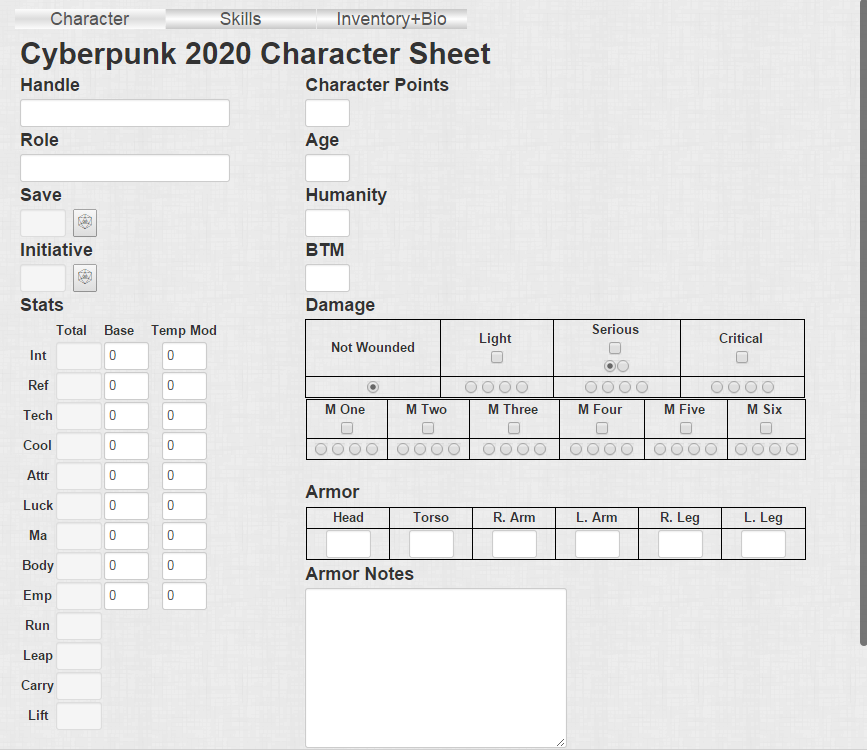 Character Skills Inventory+Bio
Cyberpunk 2020 Character Sheet
Handle
Role
Save
Initiative
Stats
Total Base Temp Mod
Int 0 0
Ref 0 0
Tech 0 0
Cool 0 0
Attr 0 0
Luck 0 0
Ma 0 0
Body 0 0
Emp 0 0
Run
Leap
Carry
Lift
Character Points
Age
Humanity
BTM
Damage
Not Wounded Light Serious Critical
M One M Two M Three M Four M Five M Six
Armor
Head Torso R. Arm L. Arm R. Leg L. Leg
Armor Notes